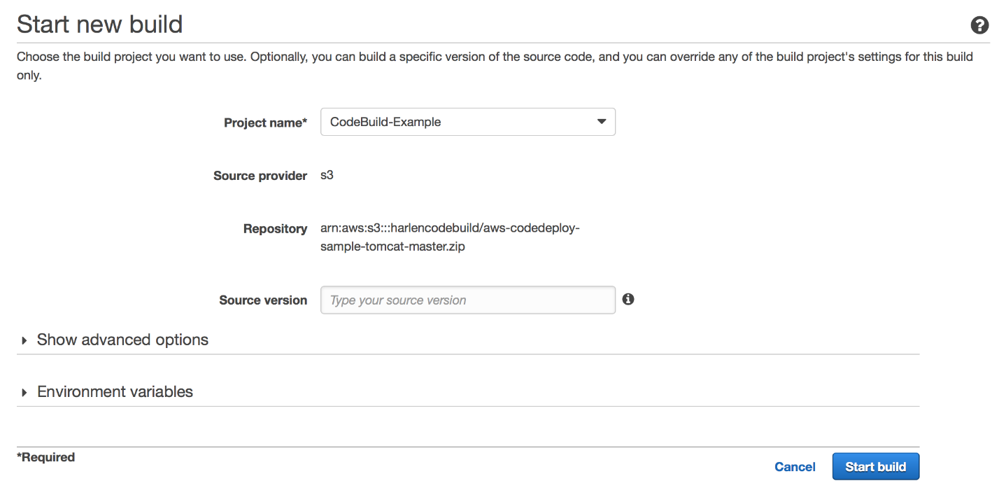 Start new build
Choose the build project you want to use. Optionally, you can build a specific version of the source code, and you can override any of the build project's settings for this build
only.
Project name* CodeBuild-Example
Source provider s3
Repository arn:aws:s3:::harlencodebuild/aws-codedeploy-
sample-tomcat-master.zip
Source version Type your source version
Show advanced options
Environment variables
*Required
Cancel Start build